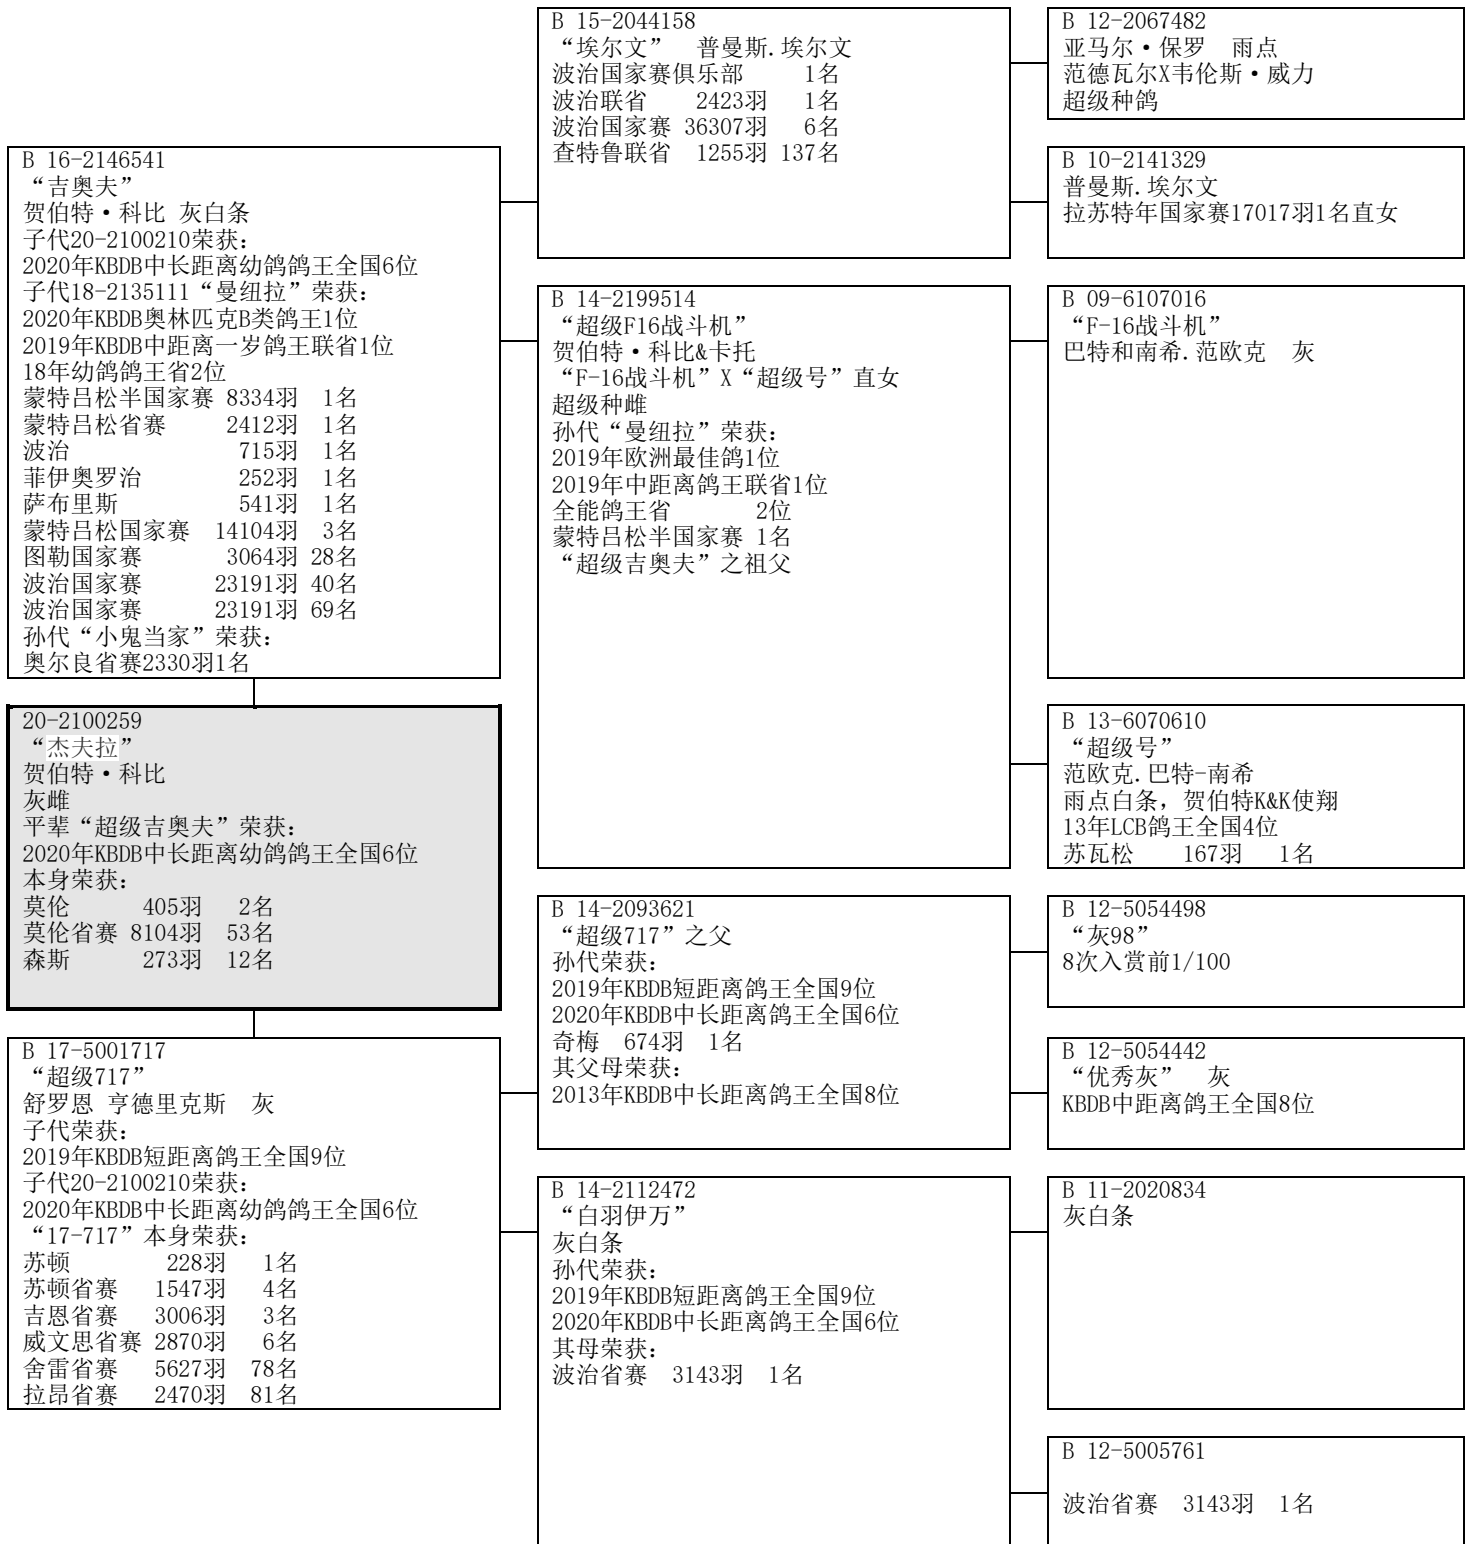 B 16-2146541
“吉奥夫”
贺伯特·科比 灰白条
子代20-2100210荣获：
2020年KBDB中长距离幼鸽鸽王全国6位
子代18-2135111“曼纽拉”荣获：
2020年KBDB奥林匹克B类鸽王1位
2019年KBDB中距离一岁鸽王联省1位
18年幼鸽鸽王省2位
蒙特吕松半国家赛 8334羽 1名
蒙特吕松省赛 2412羽 1名
波治 715羽 1名
菲伊奥罗治 252羽 1名
萨布里斯 541羽 1名
蒙特吕松国家赛 14104羽 3名
图勒国家赛 3064羽 28名
波治国家赛 23191羽 40名
波治国家赛 23191羽 69名
孙代“小鬼当家”荣获：
奥尔良省赛2330羽1名
20-2100259
“杰夫拉”
贺伯特·科比
灰雌
平辈“超级吉奥夫”荣获：
2020年KBDB中长距离幼鸽鸽王全国6位
本身荣获：
莫伦 405羽 2名
莫伦省赛 8104羽 53名
森斯 273羽 12名
B 17-5001717
“超级717”
舒罗恩 亨德里克斯 灰
子代荣获：
2019年KBDB短距离鸽王全国9位
子代20-2100210荣获：
2020年KBDB中长距离幼鸽鸽王全国6位
“17-717”本身荣获：
苏顿 228羽 1名
苏顿省赛 1547羽 4名
吉恩省赛 3006羽 3名
威文思省赛 2870羽 6名
舍雷省赛 5627羽 78名
拉昂省赛 2470羽 81名
B 15-2044158
“埃尔文” 普曼斯.埃尔文
波治国家赛俱乐部 1名
波治联省 2423羽 1名
波治国家赛 36307羽 6名
查特鲁联省 1255羽 137名
B 14-2199514
“超级F16战斗机”
贺伯特·科比&卡托
“F-16战斗机”X“超级号”直女
超级种雌
孙代“曼纽拉”荣获：
2019年欧洲最佳鸽1位
2019年中距离鸽王联省1位
全能鸽王省 2位
蒙特吕松半国家赛 1名
“超级吉奥夫”之祖父
B 14-2093621
“超级717”之父
孙代荣获：
2019年KBDB短距离鸽王全国9位
2020年KBDB中长距离鸽王全国6位
奇梅 674羽 1名
其父母荣获：
2013年KBDB中长距离鸽王全国8位
B 14-2112472
“白羽伊万”
灰白条
孙代荣获：
2019年KBDB短距离鸽王全国9位
2020年KBDB中长距离鸽王全国6位
其母荣获：
波治省赛 3143羽 1名
B 12-2067482
亚马尔·保罗 雨点
范德瓦尔X韦伦斯·威力
超级种鸽
B 10-2141329
普曼斯.埃尔文
拉苏特年国家赛17017羽1名直女
B 09-6107016
“F-16战斗机”
巴特和南希.范欧克 灰
B 13-6070610
“超级号”
范欧克.巴特-南希
雨点白条，贺伯特K&K使翔
13年LCB鸽王全国4位
苏瓦松 167羽 1名
B 12-5054498
“灰98”
8次入赏前1/100
B 12-5054442
“优秀灰” 灰
KBDB中距离鸽王全国8位
B 11-2020834
灰白条
B 12-5005761
波治省赛 3143羽 1名